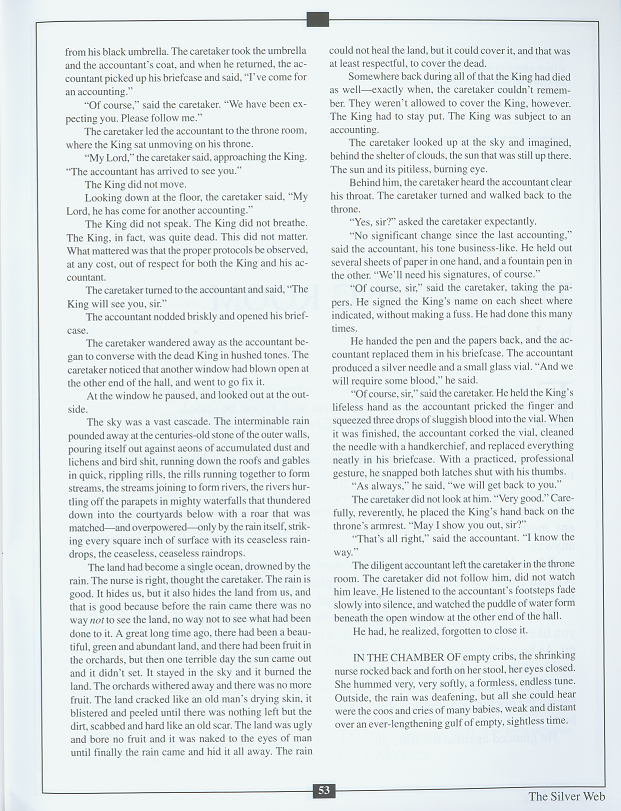 from his black umbrella. The caretaker took the umbrella
and the accountant's coat, and when he returned, the ac-
countant picked up his briefcase and said, "I've come for
an accounting."
"Of course," said the caretaker. "We have been ex-
pecting you. Please follow me."
The caretaker led the accountant to the throne room,
where the King sat unmoving on his throne.
"My Lord," the caretaker said, approaching the King.
"The accountant has arrived to see you."
The King did not move.
Looking down at the floor, the caretaker said, "My
Lord, he has come for another accounting."
The King did not speak. The King did not breathe.
The King, in fact, was quite dead. This did not matter.
What mattered was that the proper protocols be observed,
at any cost, out of respect for both the King and his ac-
countant.
The caretaker turned to the accountant and said, "The
King will see you, sir."
The accountant nodded briskly and opened his brief-
case.
The caretaker wandered away as the accountant be-
gan to converse with the dead King in hushed tones. The
caretaker noticed that another window had blown open at
the other end of the hall, and went to go fix it.
At the window he paused, and looked out at the out-
side.
The sky was a vast cascade. The interminable rain
pounded away at the centuries-old stone of the outer walls,
pouring itself out against aeons of accumulated dust and
lichens and bird shit, running down the roofs and gables
in quick, rippling rills, the rills running together to form
streams, the streams joining to form rivers, the rivers hur-
tling off the parapets in mighty waterfalls that thundered
down into the courtyards below with a roar that was
matched—and overpowered—only by the rain itself, strik-
ing every square inch of surface with its ceaseless rain-
drops, the ceaseless, ceaseless raindrops.
The land had become a single ocean, drowned by the
rain. The nurse is right, thought the caretaker. The rain is
good. It hides us, but it also hides the land from us, and
that is good because before the rain came there was no
way not to see the land, no way not to see what had been
done to it. A great long time ago, there had been a beau-
tiful, green and abundant land, and there had been fruit in
the orchards, but then one terrible day the sun came out
and it didn't set. It stayed in the sky and it burned the
land. The orchards withered away and there was no more
fruit. The land cracked like an old man's drying skin, it
blistered and peeled until there was nothing left but the
dirt, scabbed and hard like an old scar. The land was ugly
and bore no fruit and it was naked to the eyes of man
until finally the rain came and hid it all away. The rain
could not heal the land, but it could cover it, and that was
at least respectful, to cover the dead.
Somewhere back during all of that the King had died
as well—exactly when, the caretaker couldn't remem-
ber. They weren't allowed to cover the King, however.
The King had to stay put. The King was subject to an
accounting.
The caretaker looked up at the sky and imagined,
behind the shelter of clouds, the sun that was still up there.
The sun and its pitiless, burning eye.
Behind him, the caretaker heard the accountant clear
his throat. The caretaker turned and walked back to the
throne.
"Yes, sir?" asked the caretaker expectantly.
"No significant change since the last accounting,"
said the accountant, his tone business-like. He held out
several sheets of paper in one hand, and a fountain pen in
the other. "We'll need his signatures, of course."
"Of course, sir," said the caretaker, taking the pa-
pers. He signed the King's name on each sheet where
indicated, without making a fuss. He had done this many
times.
He handed the pen and the papers back, and the ac-
countant replaced them in his briefcase. The accountant
produced a silver needle and a small glass vial. "And we
will require some blood," he said.
"Of course, sir," said the caretaker. He held the King's
lifeless hand as the accountant pricked the finger and
squeezed three drops of sluggish blood into the vial. When
it was finished, the accountant corked the vial, cleaned
the needle with a handkerchief, and replaced everything
neatly in his briefcase. With a practiced, professional
gesture, he snapped both latches shut with his thumbs.
"As always," he said, "we will get back to you."
The caretaker did not look at him. "Very good." Care-
fully, reverently, he placed the King's hand back on the
throne's armrest. "May I show you out, sir?"
"That's all right," said the accountant. "I know the
way."
The diligent accountant left the caretaker in the throne
room. The caretaker did not follow him, did not watch
him leave. He listened to the accountant's footsteps fade
slowly into silence, and watched the puddle of water form
beneath the open window at the other end of the hall.
He had, he realized, forgotten to close it.
IN THE CHAMBER OF empty cribs, the shrinking
nurse rocked back and forth on her stool, her eyes closed.
She hummed very, very softly, a formless, endless tune.
Outside, the rain was deafening, but all she could hear
were the coos and cries of many babies, weak and distant
over an ever-lengthening gulf of empty, sightless time.
53
The Silver Web